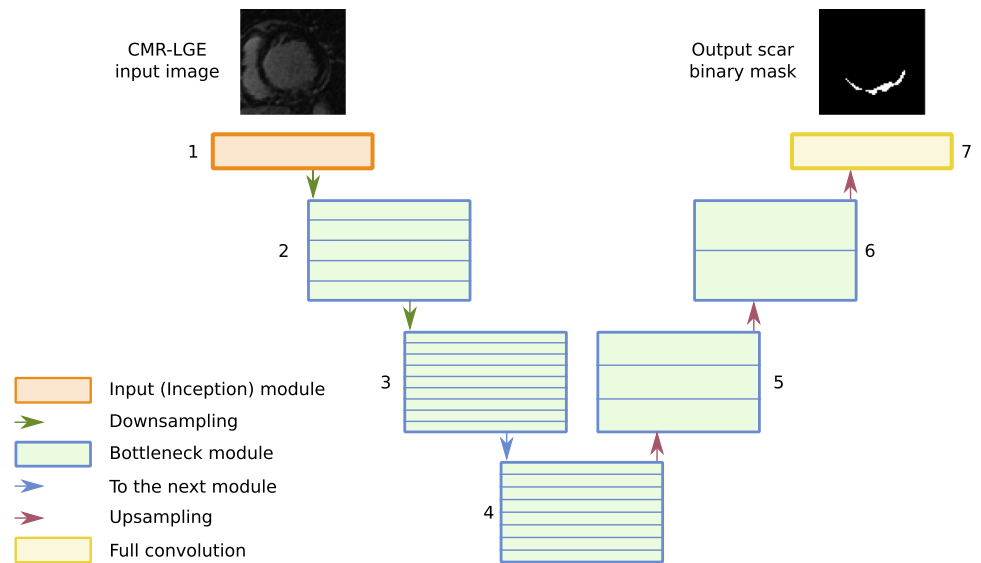 CMR-LGE
input image
Output scar
binary mask
1
7
2
6
3
5
4
Input (Inception) module
Downsampling
Bottleneck module
To the next module
Upsampling
Full convolution